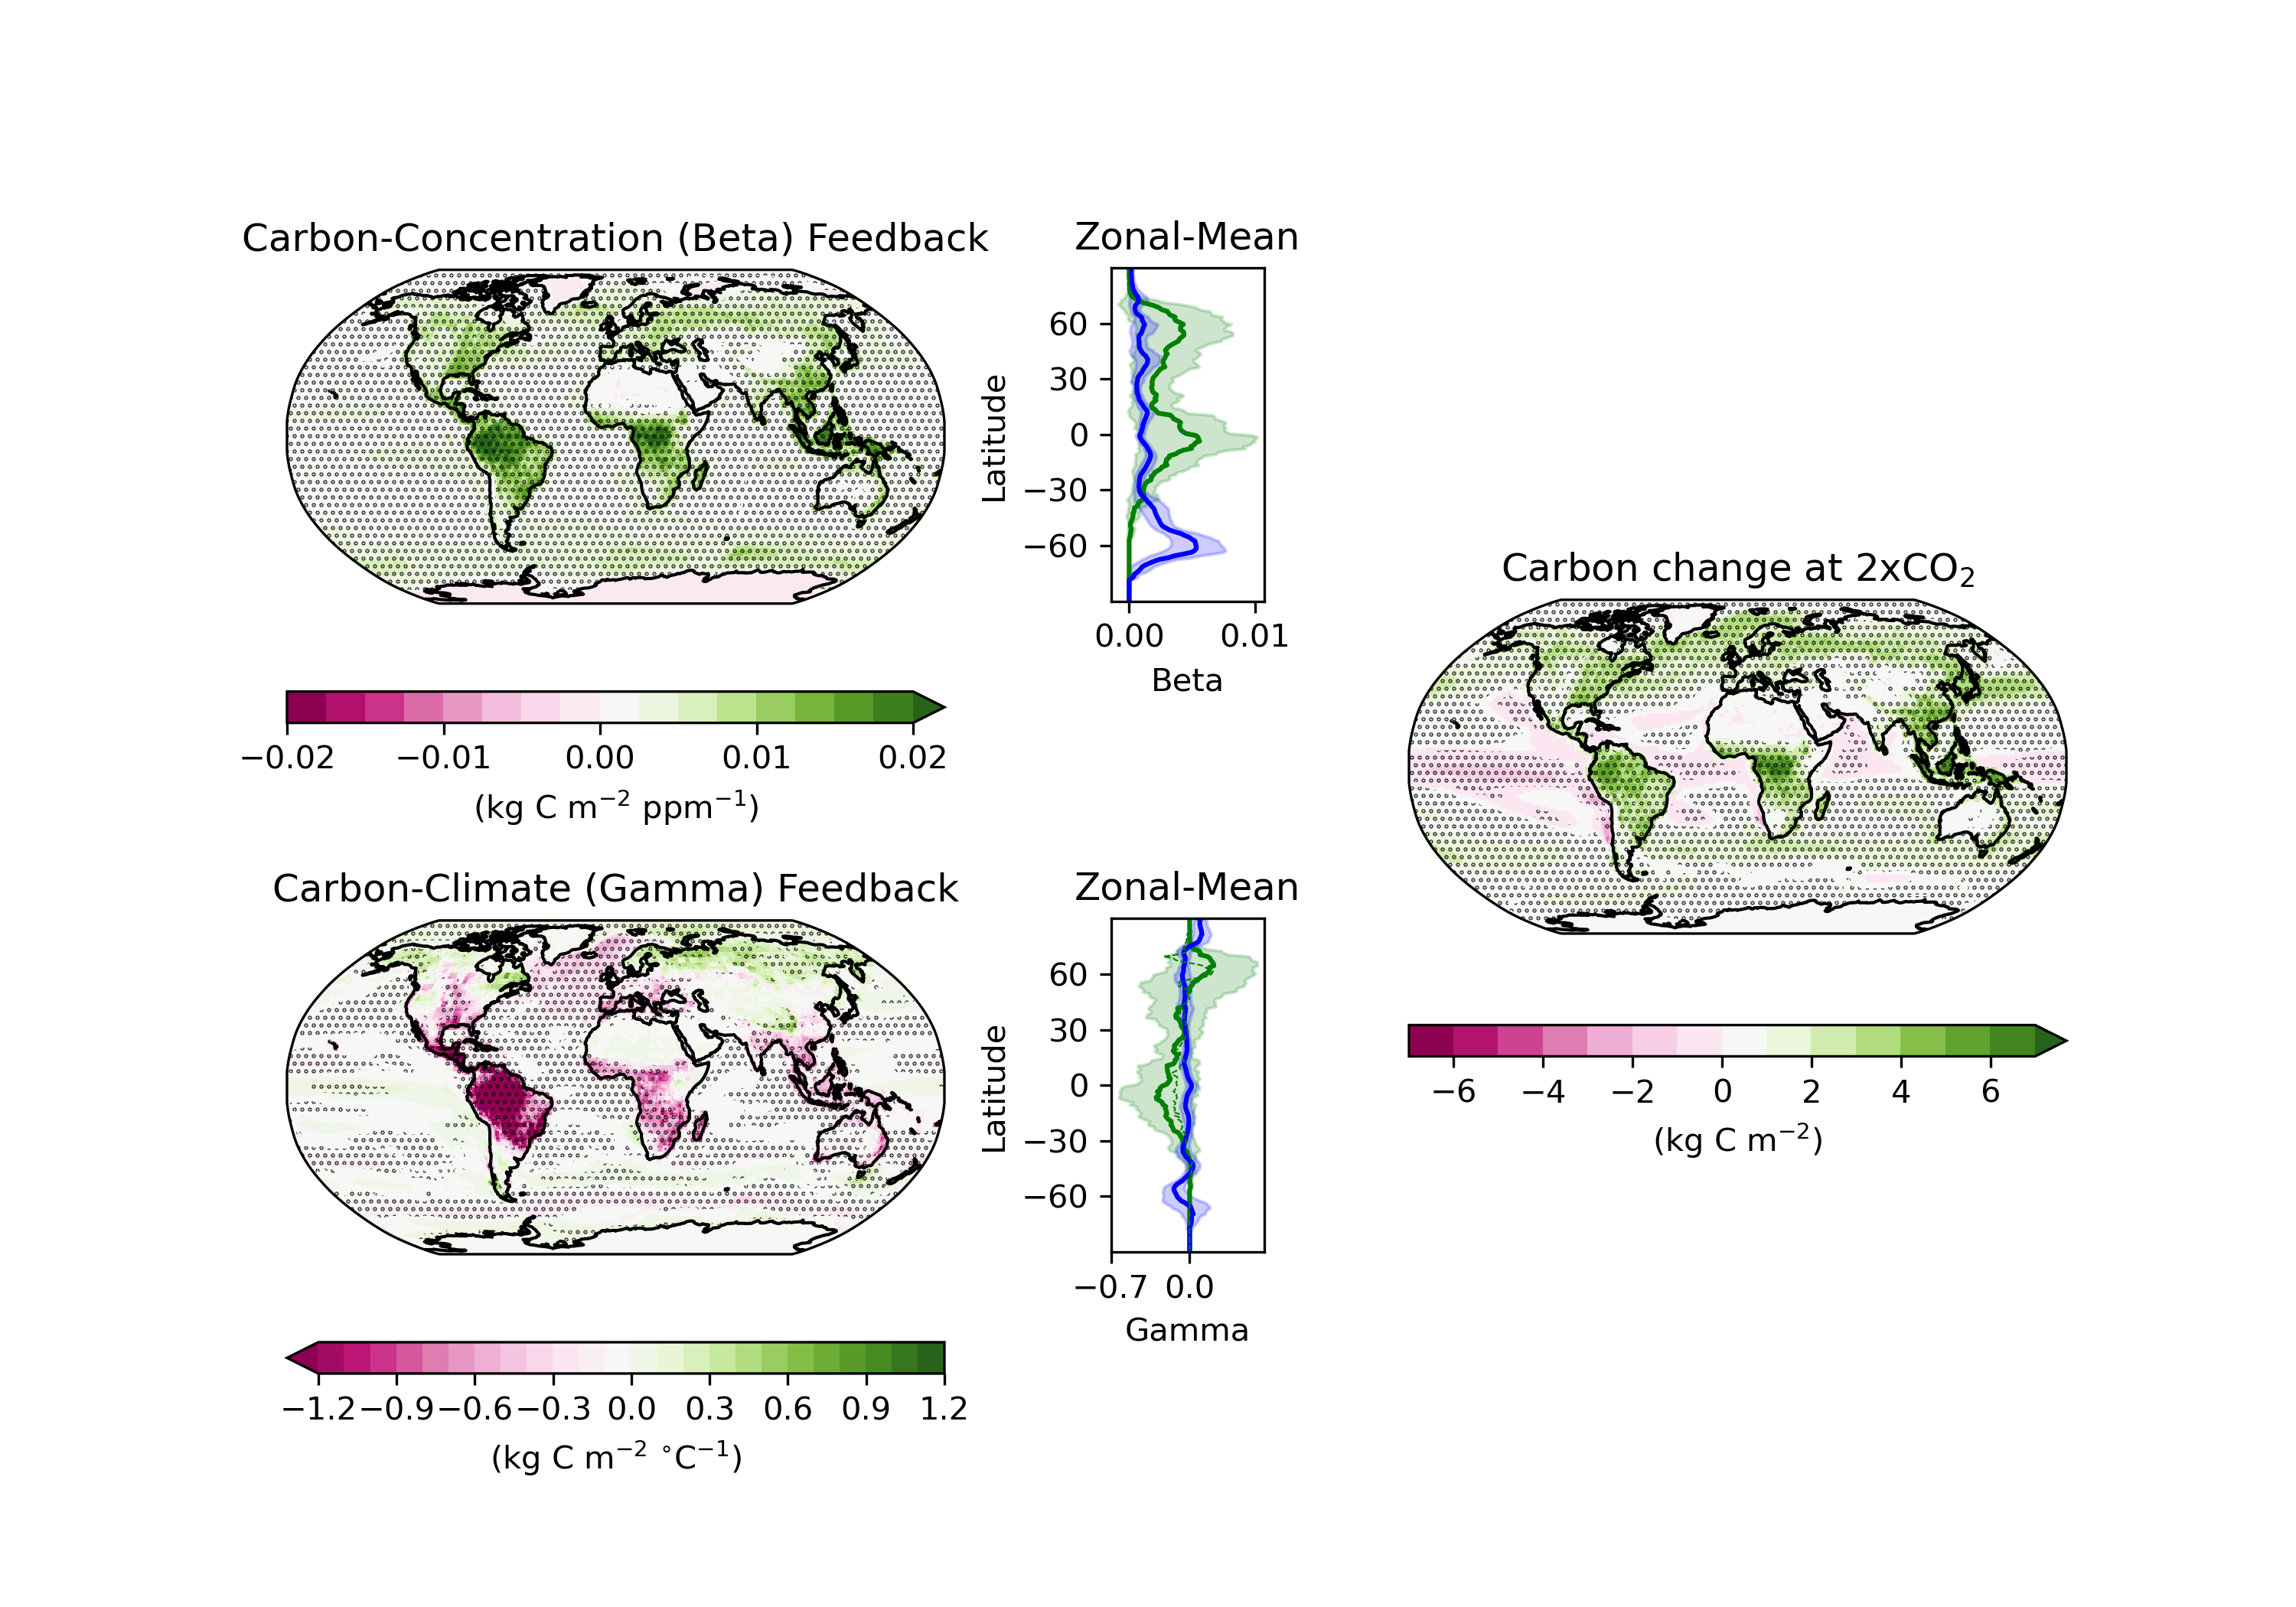 Carbon-Concentration (Beta) Feedback
−0.02 −0.01 0.00 0.01 0.02
(kg C m⁻² ppm⁻¹)
Zonal-Mean
Latitude
60
30
0
−30
−60
0.00 0.01
Beta
Carbon-Climate (Gamma) Feedback
−1.2 −0.9 −0.6 −0.3 0.0 0.3 0.6 0.9 1.2
(kg C m⁻² °C⁻¹)
Zonal-Mean
Latitude
60
30
0
−30
−60
−0.7 0.0
Gamma
Carbon change at 2xCO₂
−6 −4 −2 0 2 4 6
(kg C m⁻²)